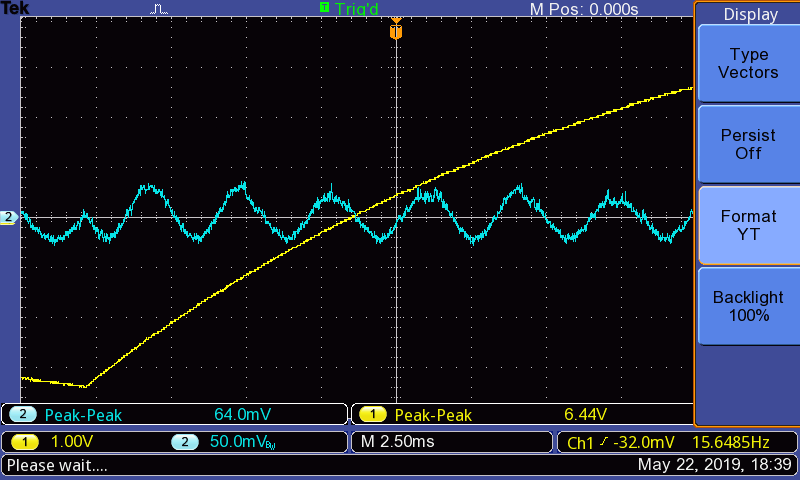 Tek
T Trig'd
M Pos: 0.000s
T
2
Display
Type
Vectors
Persist
Off
Format
YT
Backlight
100%
2 Peak-Peak 64.0mV
1 Peak-Peak 6.44V
1 1.00V
2 50.0mVBW
M 2.50ms
Ch1 -32.0mV 15.6485Hz
Please wait....
May 22, 2019, 18:39